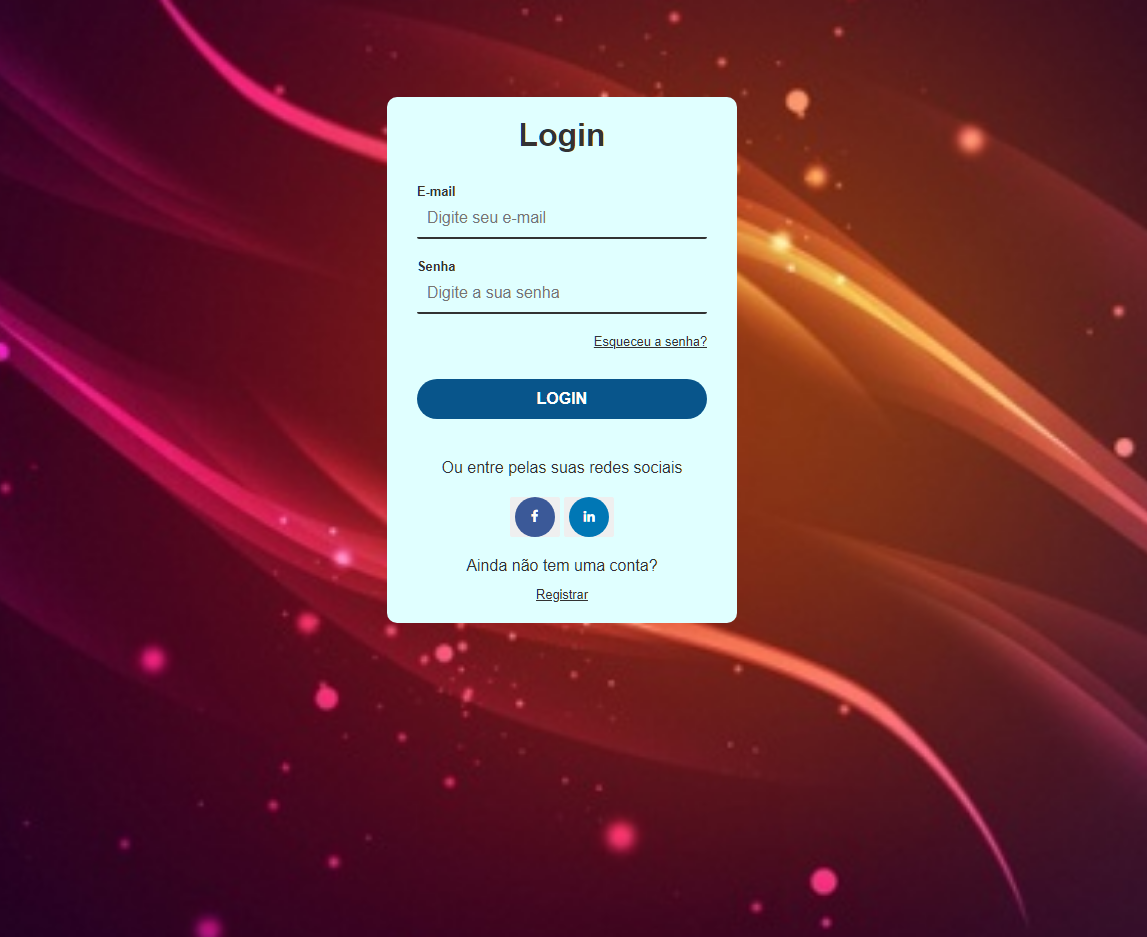 Login
E-mail
Digite seu e-mail
Senha
Digite a sua senha
Esqueceu a senha?
LOGIN
Ou entre pelas suas redes sociais
f in
Ainda não tem uma conta?
Registrar